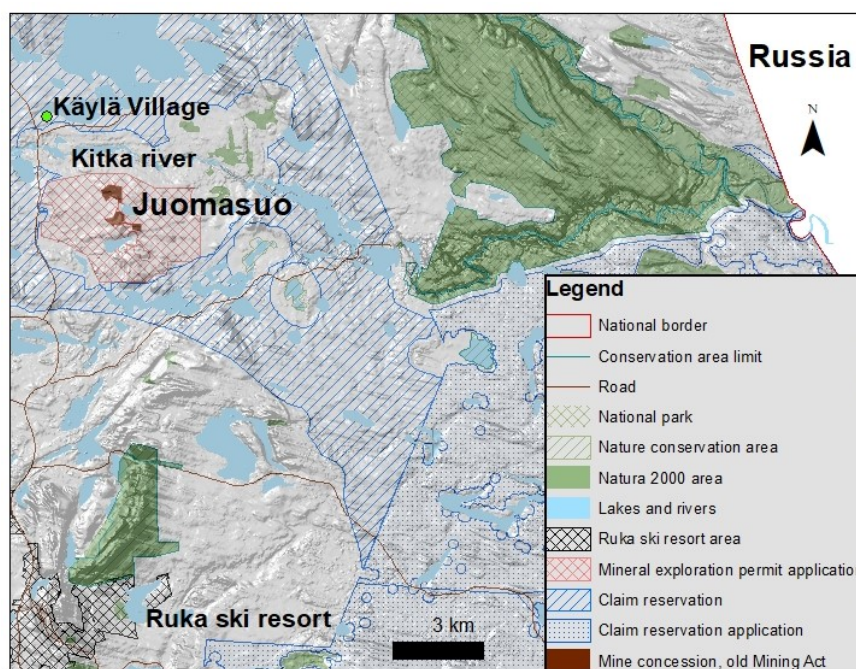 Russia
Käylä Village
N
Kitka river
Juomasuo
Legend
National border
Conservation area limit
Road
National park
Nature conservation area
Natura 2000 area
Lakes and rivers
Ruka ski resort area
Mineral exploration permit application
Claim reservation
Claim reservation application
Mine concession, old Mining Act
Ruka ski resort
3 km